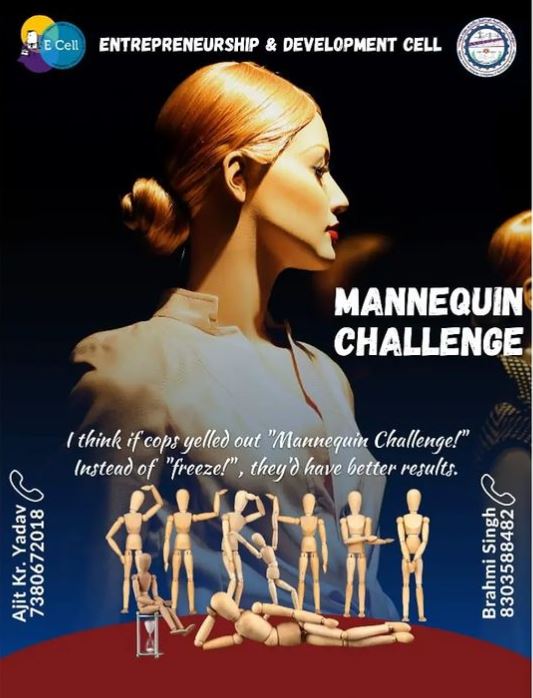 E Cell
ENTREPRENEURSHIP & DEVELOPMENT CELL
MANNEQUIN
CHALLENGE
I think if cops yelled out "Mannequin Challenge!"
Instead of "freeze!", they'd have better results.
Ajit Kr. Yadav
7380672018
Brahmi Singh
8303588482